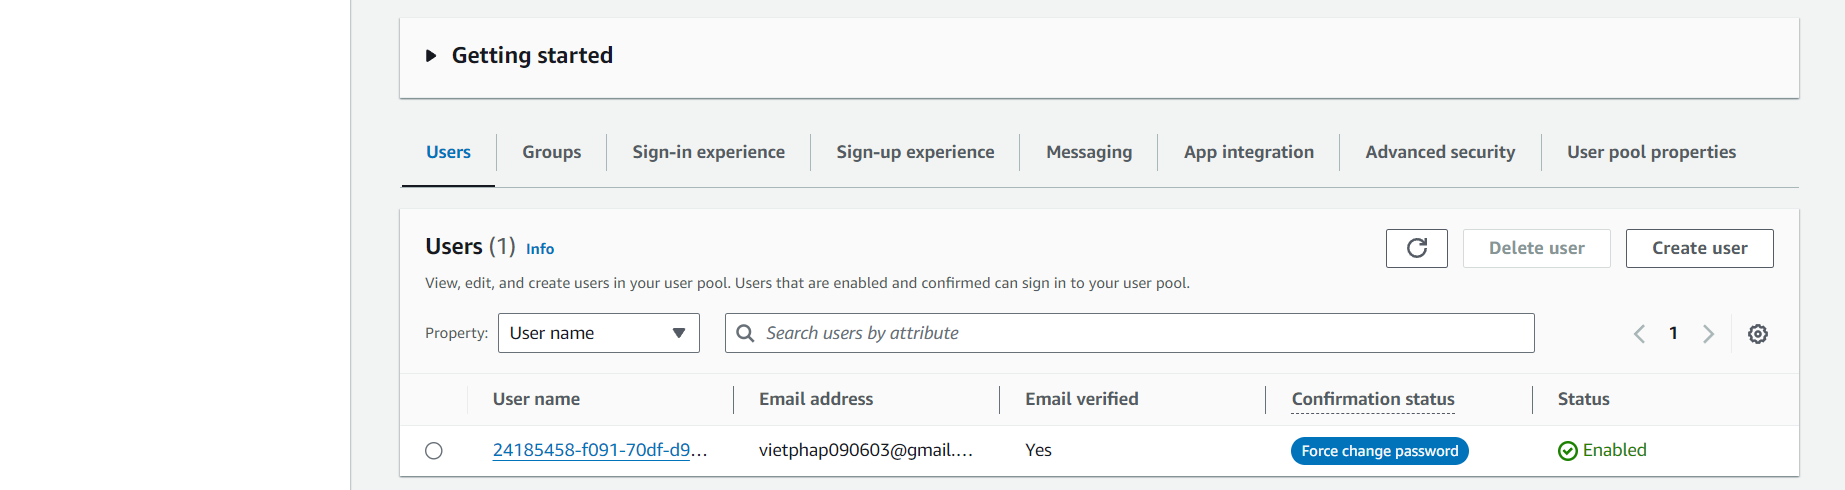 Getting started
Users Groups Sign-in experience Sign-up experience Messaging App integration Advanced security User pool properties
Users (1) Info Delete user Create user
View, edit, and create users in your user pool. Users that are enabled and confirmed can sign in to your user pool.
Property: User name Search users by attribute 1
User name Email address Email verified Confirmation status Status
24185458-f091-70df-d9... vietphap090603@gmail.... Yes Force change password Enabled